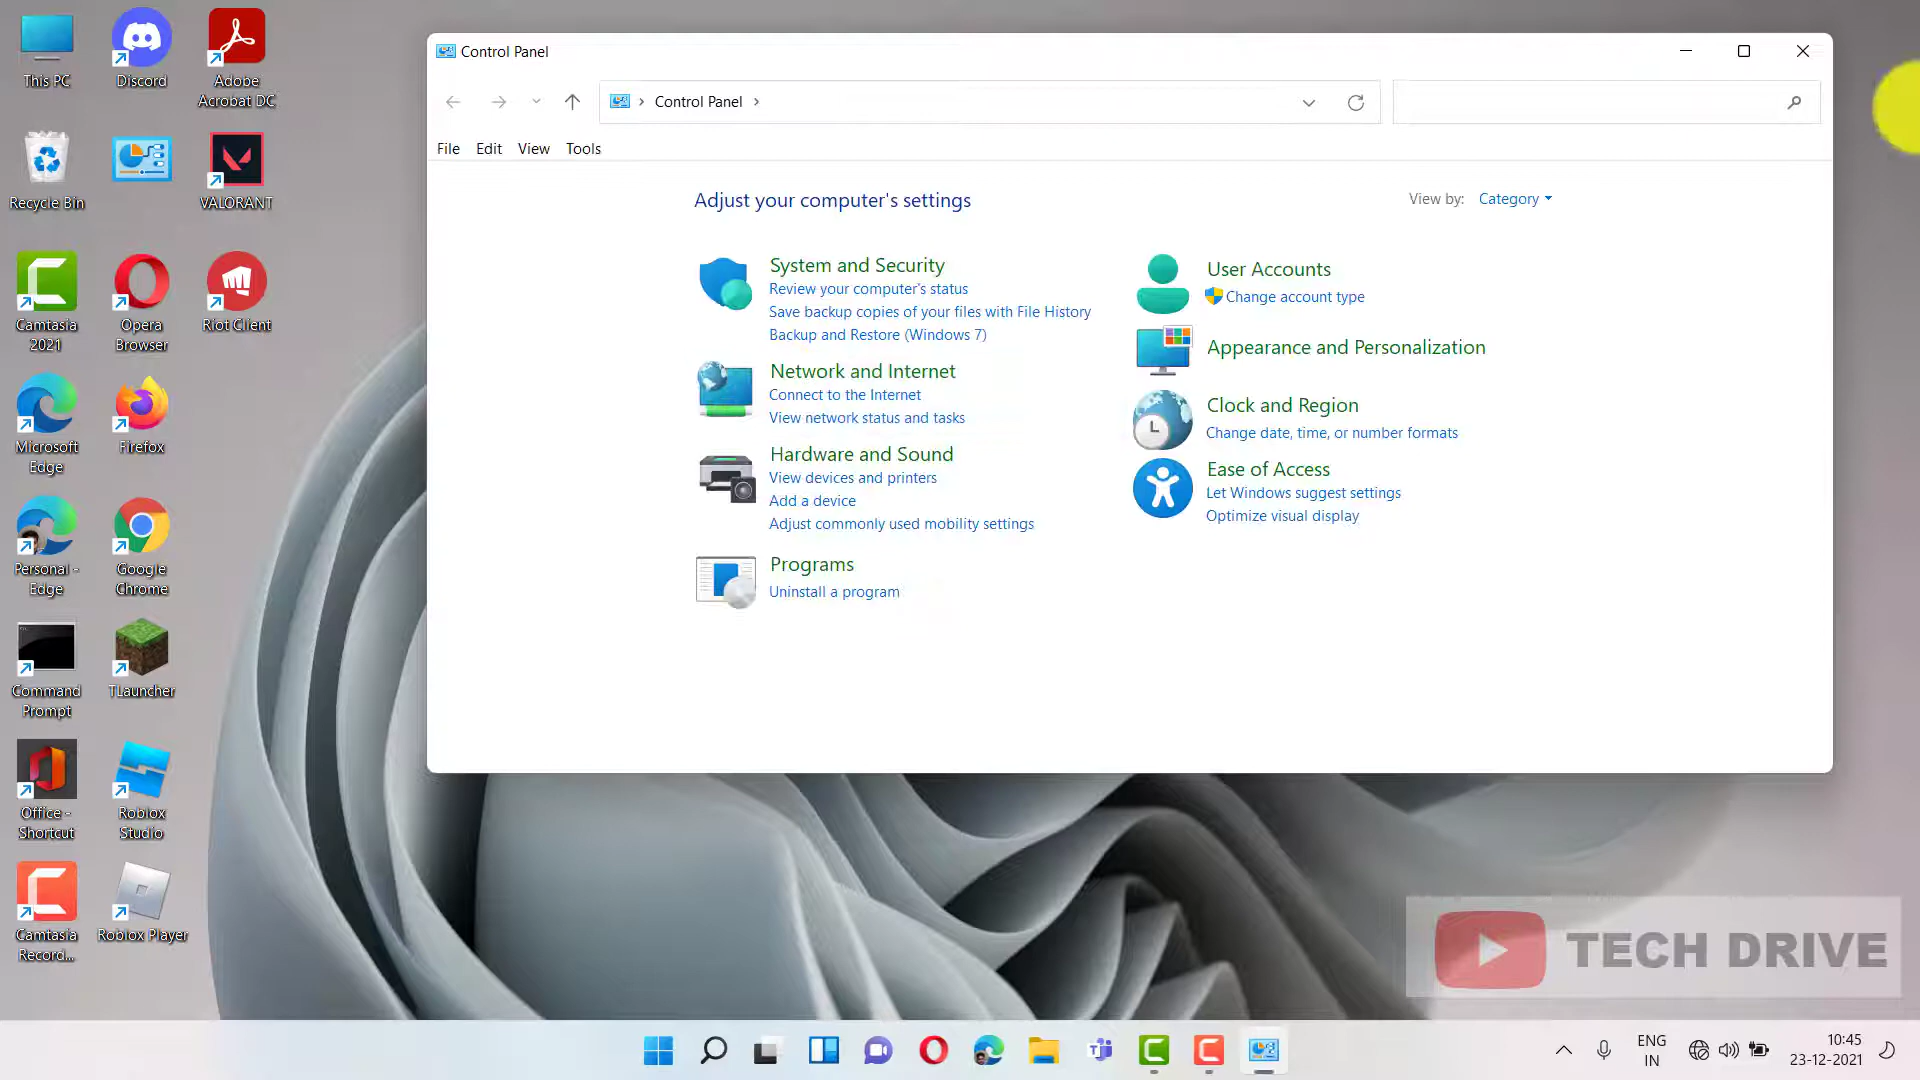 This PC
Discord
Adobe
Acrobat DC
Recycle Bin
VALORANT
Camtasia
2021
Opera
Browser
Riot Client
Microsoft
Edge
Firefox
Personal -
Edge
Google
Chrome
Command
Prompt
TLauncher
Office -
Shortcut
Roblox
Studio
Camtasia
Record...
Roblox Player
Control Panel
Control Panel
File Edit View Tools
Adjust your computer's settings
View by: Category
System and Security
Review your computer's status
Save backup copies of your files with File History
Backup and Restore (Windows 7)
Network and Internet
Connect to the Internet
View network status and tasks
Hardware and Sound
View devices and printers
Add a device
Adjust commonly used mobility settings
Programs
Uninstall a program
User Accounts
Change account type
Appearance and Personalization
Clock and Region
Change date, time, or number formats
Ease of Access
Let Windows suggest settings
Optimize visual display
TECH DRIVE
ENG
IN
10:45
23-12-2021